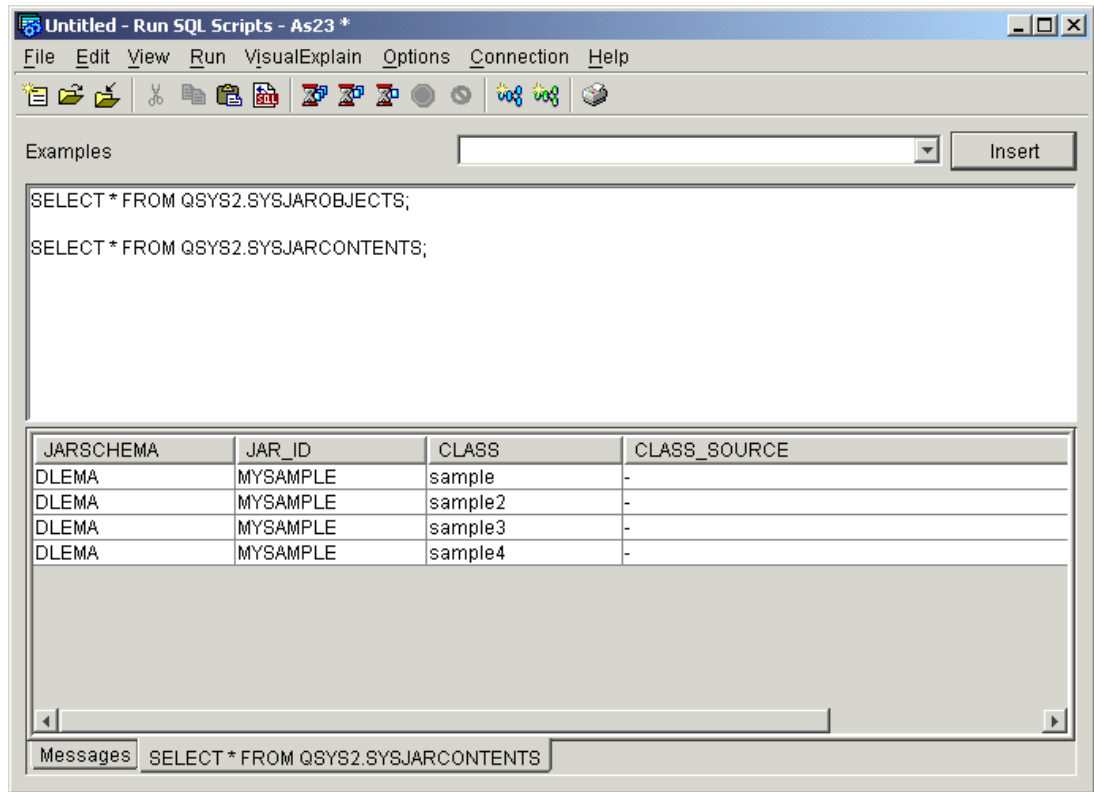 Untitled - Run SQL Scripts - As23 *
File Edit View Run VisualExplain Options Connection Help
Examples Insert
SELECT * FROM QSYS2.SYSJAROBJECTS;
SELECT * FROM QSYS2.SYSJARCONTENTS;
JARSCHEMA JAR_ID CLASS CLASS_SOURCE
DLEMA MYSAMPLE sample -
DLEMA MYSAMPLE sample2 -
DLEMA MYSAMPLE sample3 -
DLEMA MYSAMPLE sample4 -
Messages SELECT * FROM QSYS2.SYSJARCONTENTS